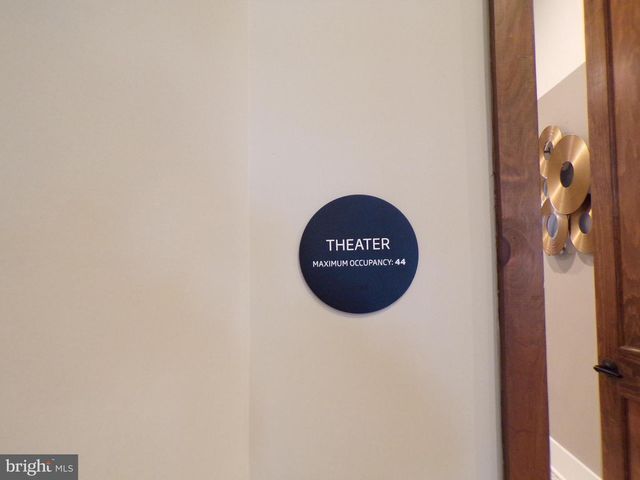 THEATER
MAXIMUM OCCUPANCY: 44
bright MLS